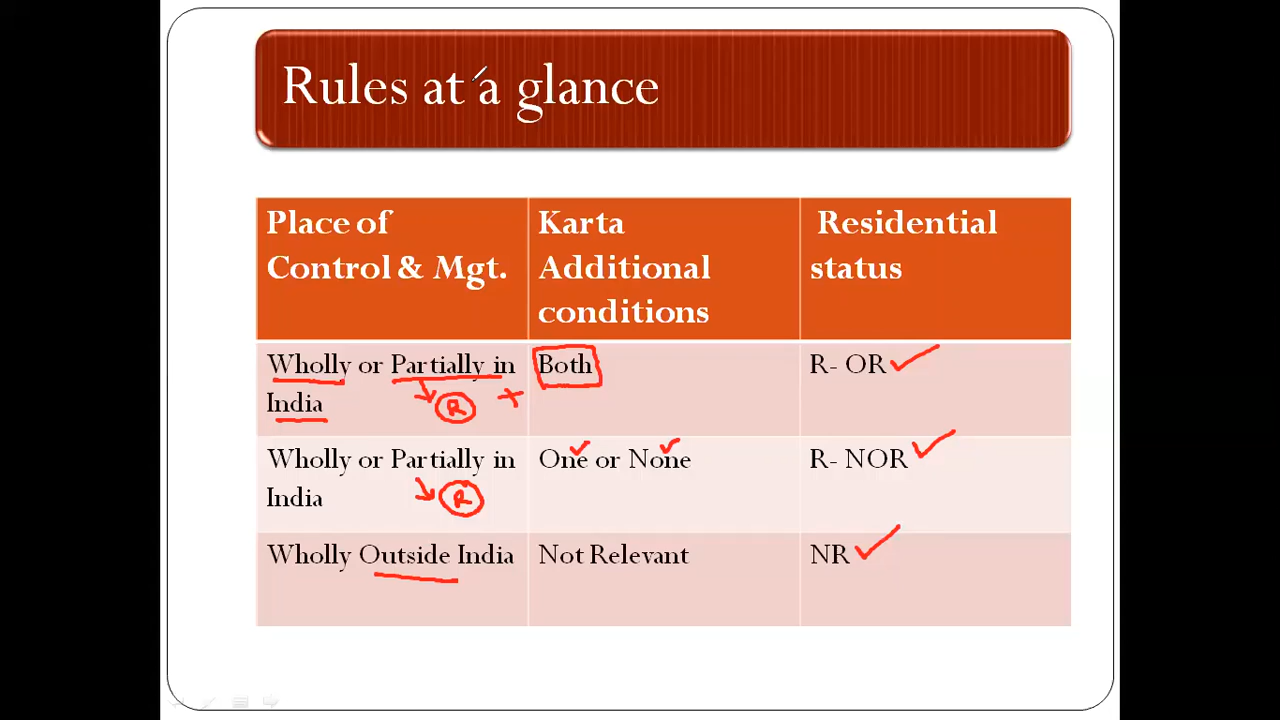 Rules at a glance
Place of
Control & Mgt.
Karta
Additional
conditions
Residential
status
Wholly or Partially in
India
R +
Both
R- OR
Wholly or Partially in
India
R
One or None
R- NOR
Wholly Outside India
Not Relevant
NR